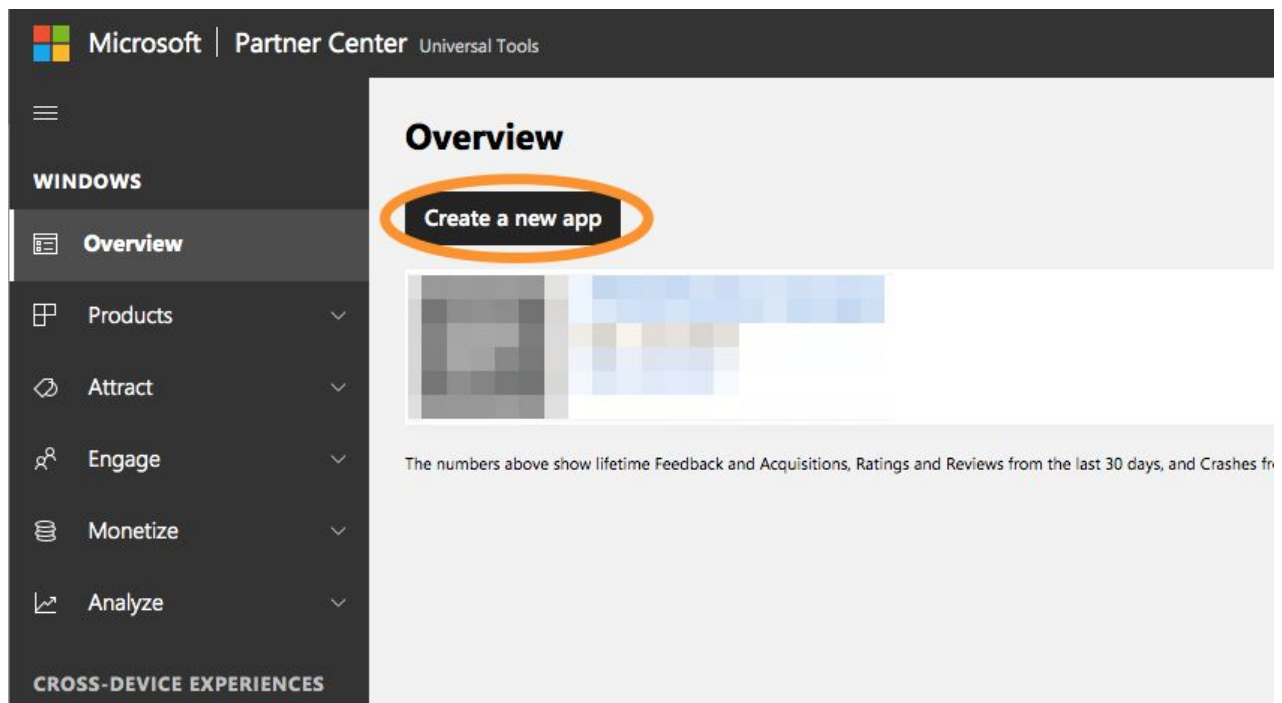 Microsoft | Partner Center Universal Tools
WINDOWS
Overview
Products
Attract
Engage
Monetize
Analyze
CROSS-DEVICE EXPERIENCES
Overview
Create a new app
The numbers above show lifetime Feedback and Acquisitions, Ratings and Reviews from the last 30 days, and Crashes